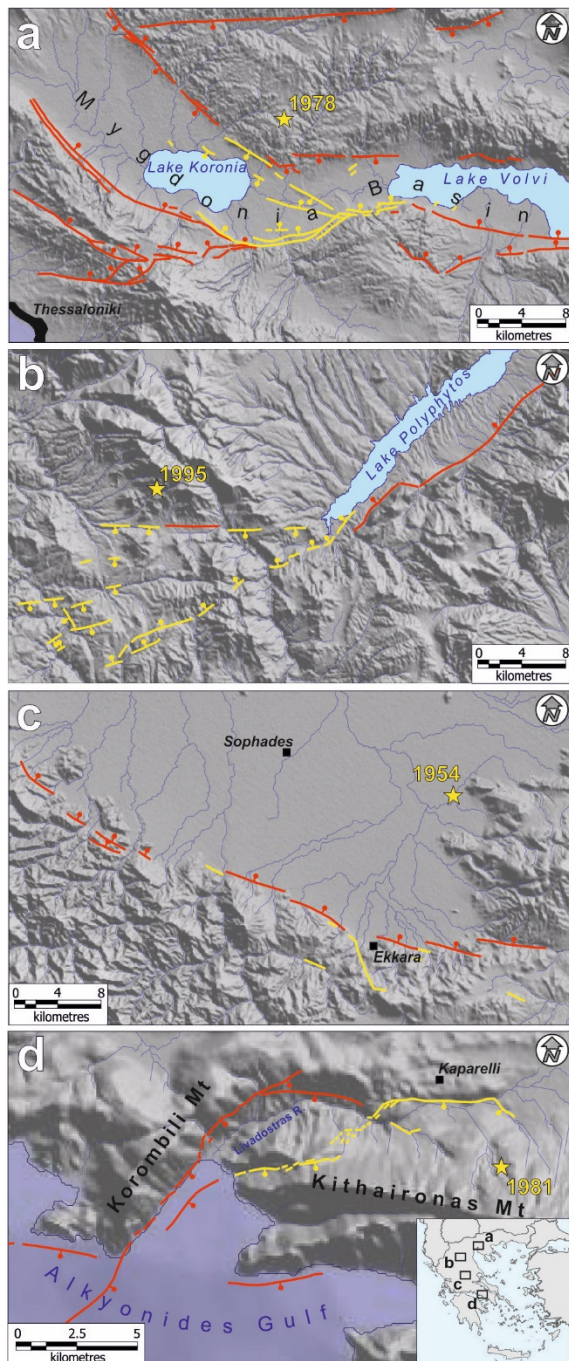 a
N
1978
Mygdonia Basin
Lake Koronia
Lake Volvi
Thessaloniki
0 4 8
kilometres
b
N
Lake Polyphytos
1995
0 4 8
kilometres
c
N
Sophades
1954
Ekkara
0 4 8
kilometres
d
N
Korombili Mt
Kaparelli
Livadostras R.
1981
Kithaironas Mt
Alkyonides Gulf
0 2.5 5
kilometres
a
b
c
d